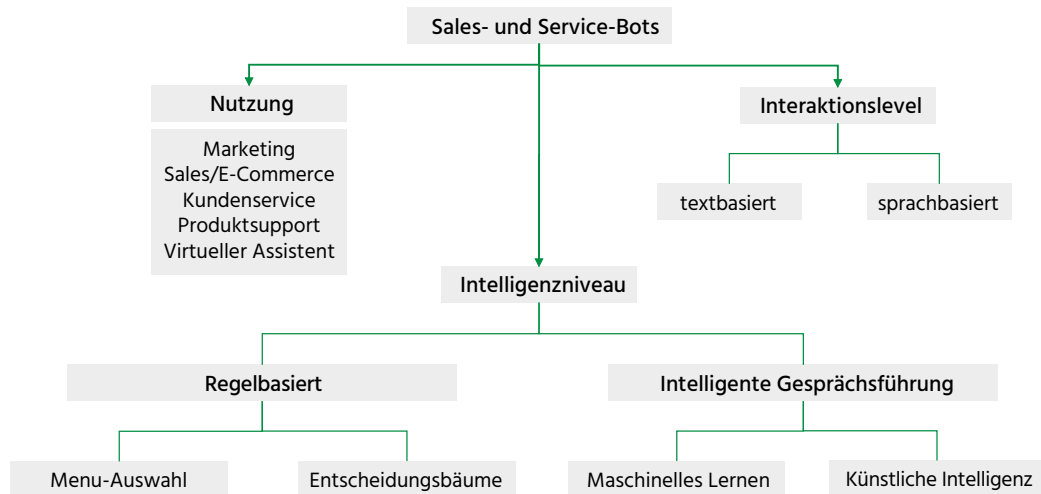 Sales- und Service-Bots
Nutzung
Interaktionslevel
Marketing
Sales/E-Commerce
Kundenservice
Produktsupport
Virtueller Assistent
textbasiert
sprachbasiert
Intelligenzniveau
Regelbasiert
Intelligente Gesprächsführung
Menu-Auswahl
Entscheidungsbäume
Maschinelles Lernen
Künstliche Intelligenz